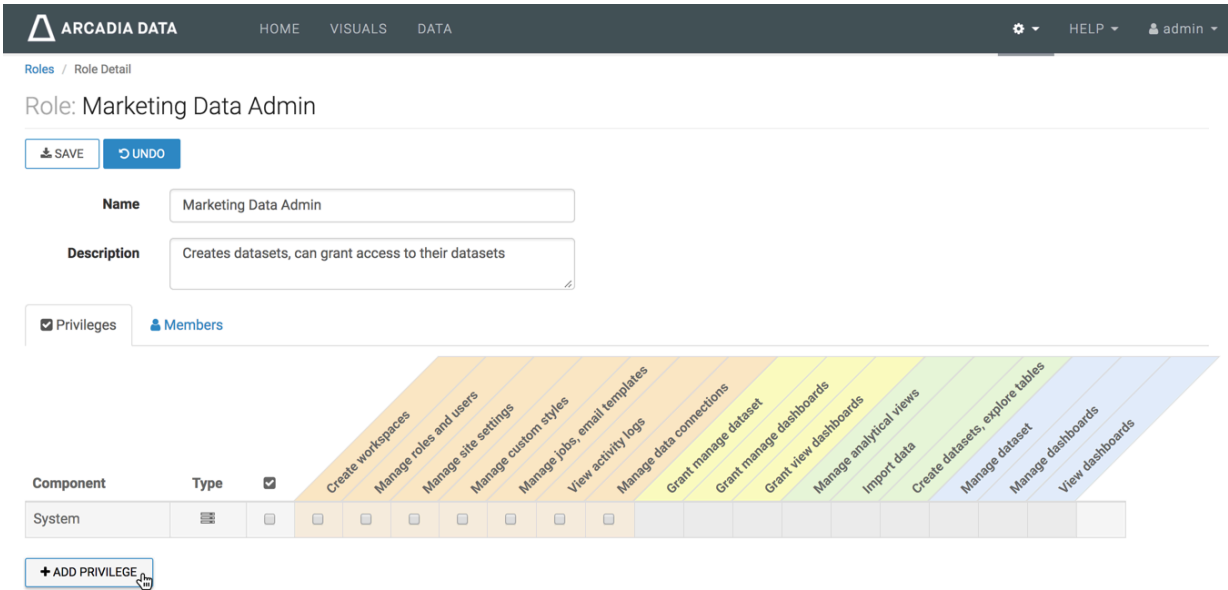 ARCADIA DATA HOME VISUALS DATA HELP admin
Roles / Role Detail
Role: Marketing Data Admin
SAVE UNDO
Name Marketing Data Admin
Description Creates datasets, can grant access to their datasets
Privileges Members
Create workspaces
Manage roles and users
Manage site settings
Manage custom styles
Manage jobs, email templates
View activity logs
Manage data connections
Grant manage dataset
Grant manage dashboards
Grant view dashboards
Manage analytical views
Import data
Create datasets, explore tables
Manage dataset
Manage dashboards
View dashboards
Component Type
System
+ ADD PRIVILEGE